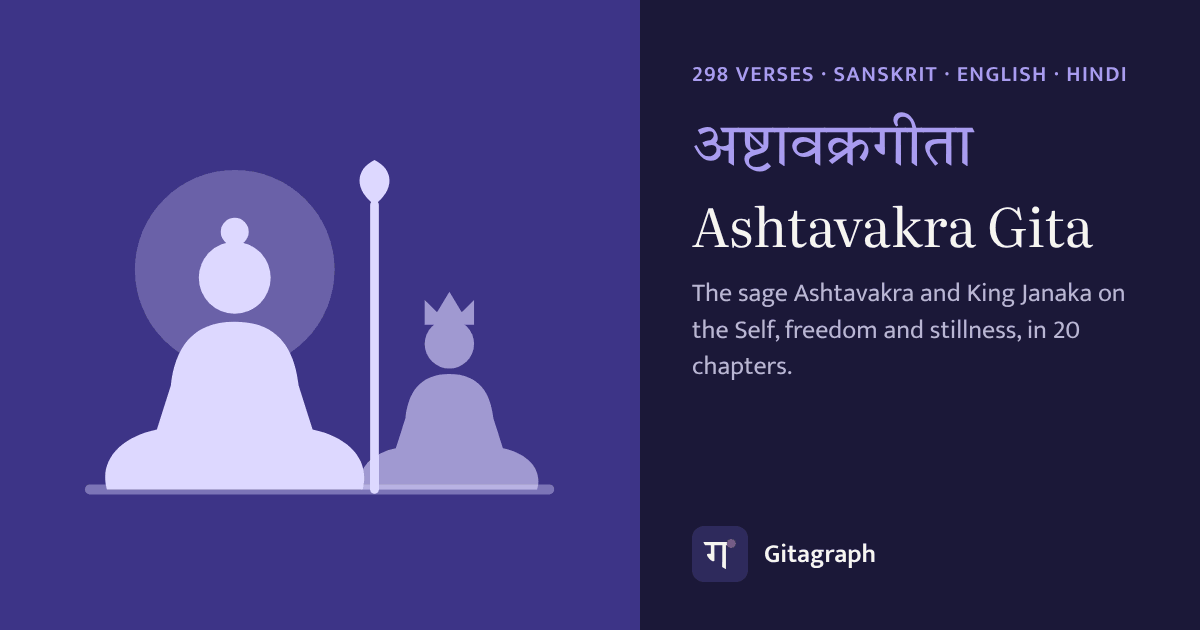 298 VERSES · SANSKRIT · ENGLISH · HINDI
अष्टावक्रगीता
Ashtavakra Gita
The sage Ashtavakra and King Janaka on
the Self, freedom and stillness, in 20
chapters.
ग
Gitagraph